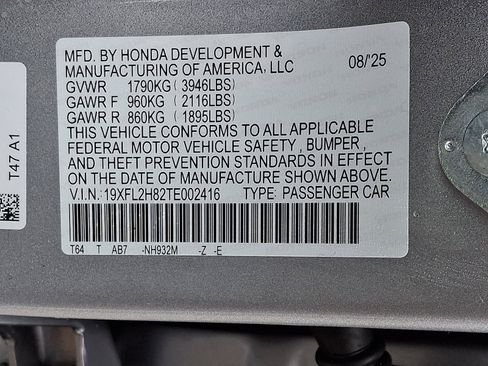 MFD. BY HONDA DEVELOPMENT &
MANUFACTURING OF AMERICA, LLC 08/'25
GVWR 1790KG ( 3946LBS)
GAWR F 960KG ( 2116LBS)
GAWR R 860KG ( 1895LBS)
THIS VEHICLE CONFORMS TO ALL APPLICABLE
FEDERAL MOTOR VEHICLE SAFETY , BUMPER ,
AND THEFT PREVENTION STANDARDS IN EFFECT
ON THE DATE OF MANUFACTURE SHOWN ABOVE.
V.I.N.: 19XFL2H82TE002416 TYPE: PASSENGER CAR
T64 T AB7 -NH932M -Z -E
T47 A1